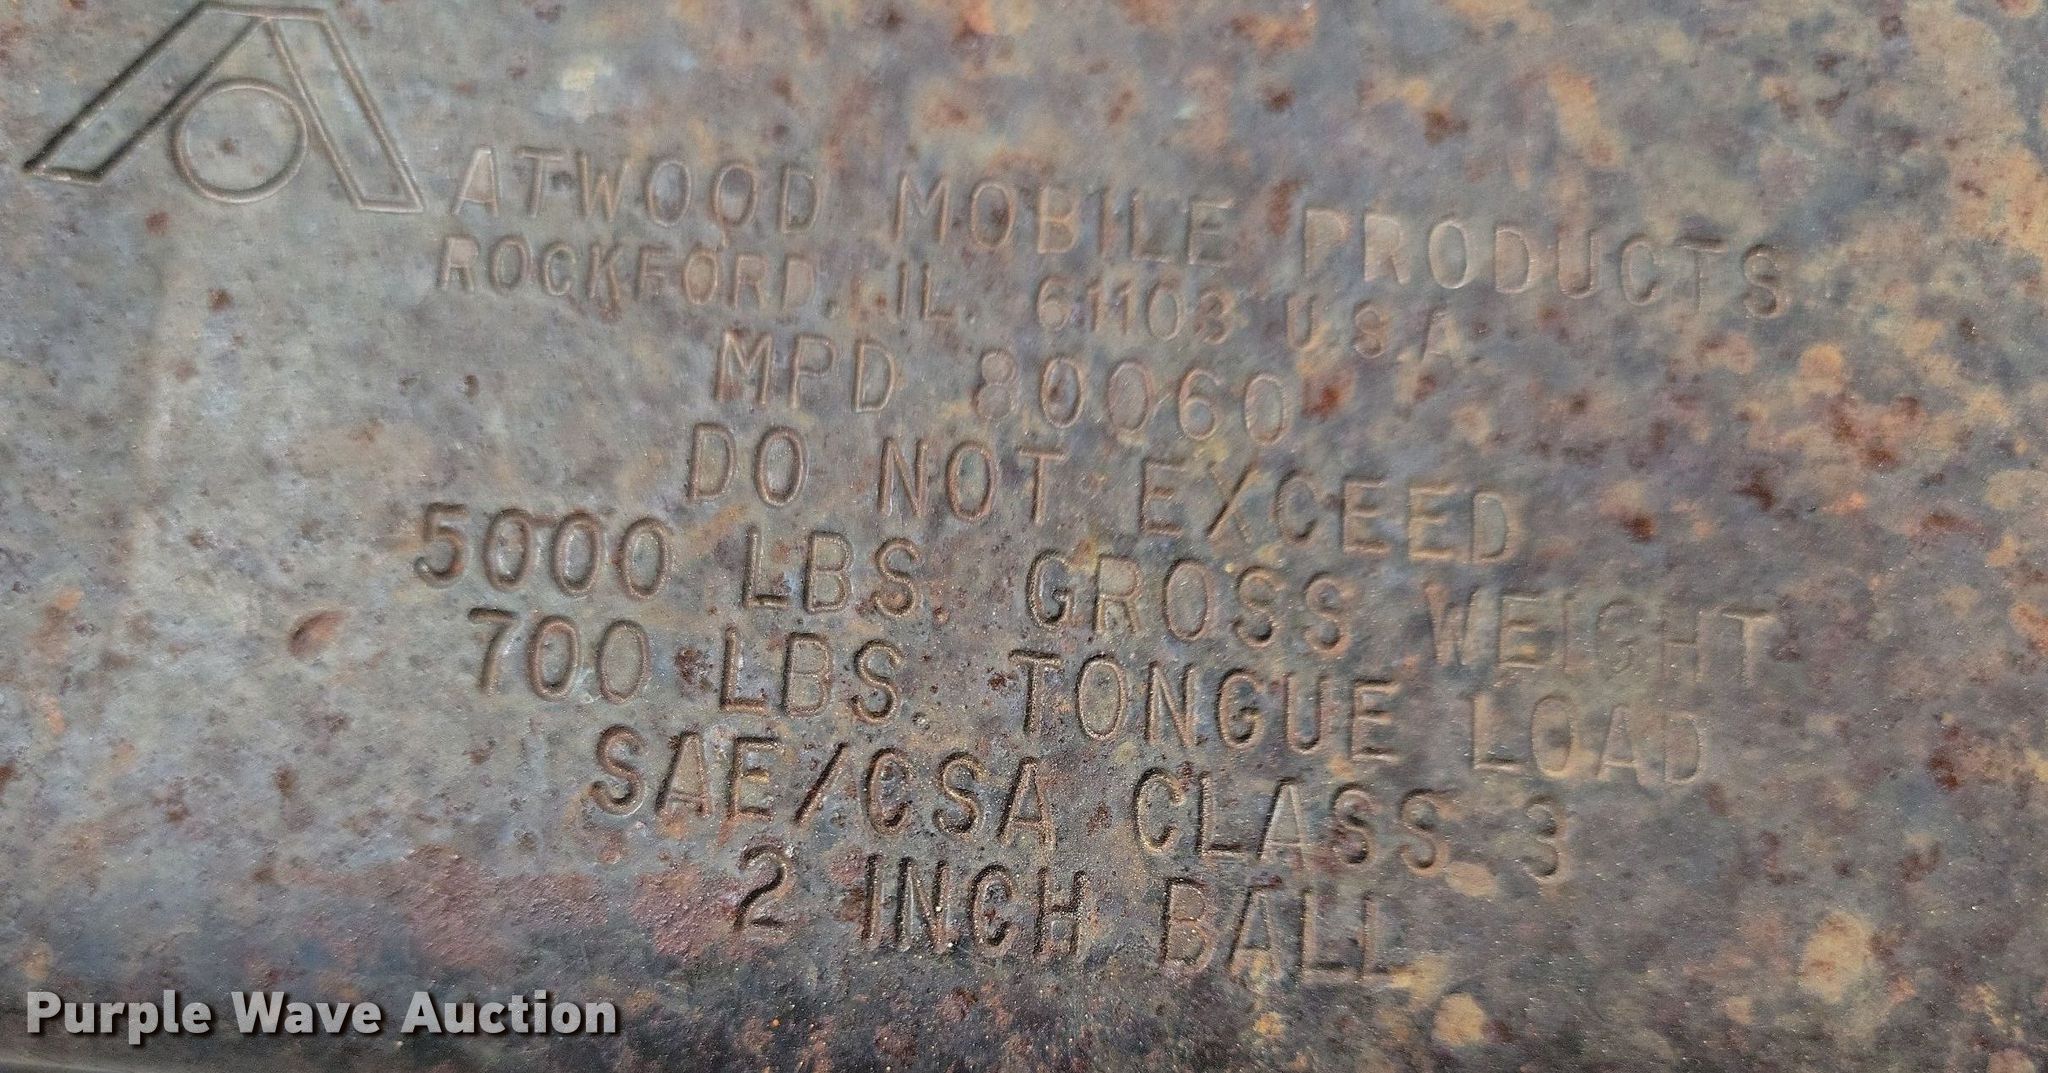 ATWOOD MOBILE PRODUCTS
ROCKFORD, IL. 61103 U.S.A.
MPD 80060
DO NOT EXCEED
5000 LBS. GROSS WEIGHT
700 LBS. TONGUE LOAD
SAE/CSA CLASS 3
2 INCH BALL
Purple Wave Auction